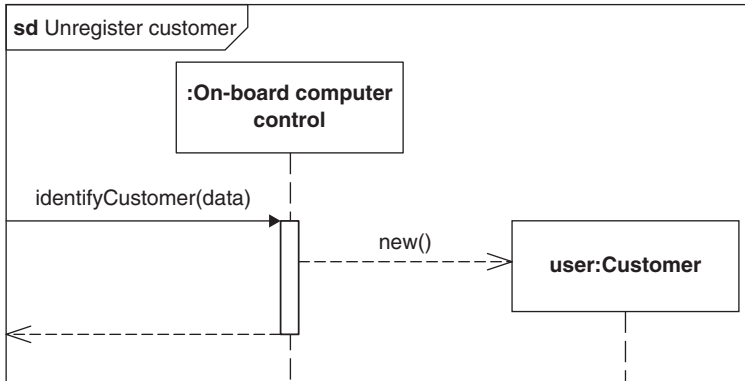 sd Unregister customer
:On-board computer
control
identifyCustomer(data)
new()
user:Customer